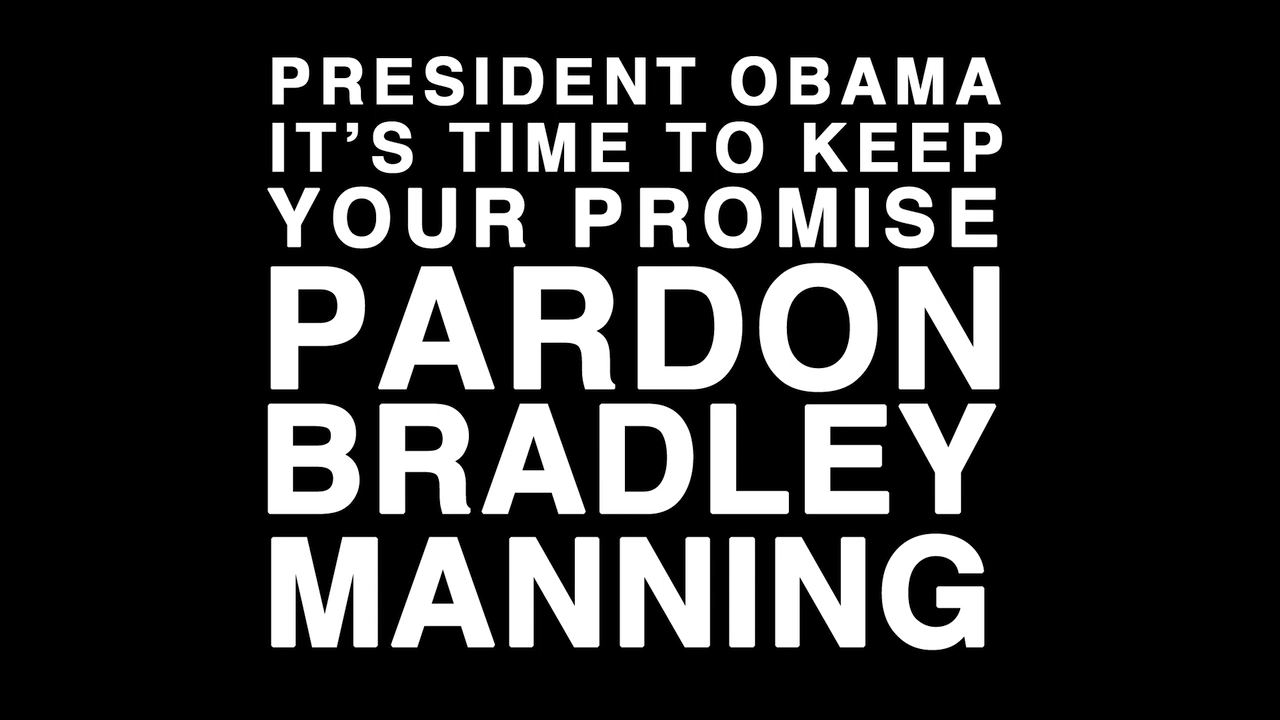 PRESIDENT OBAMA
IT’S TIME TO KEEP
YOUR PROMISE
PARDON
BRADLEY
MANNING